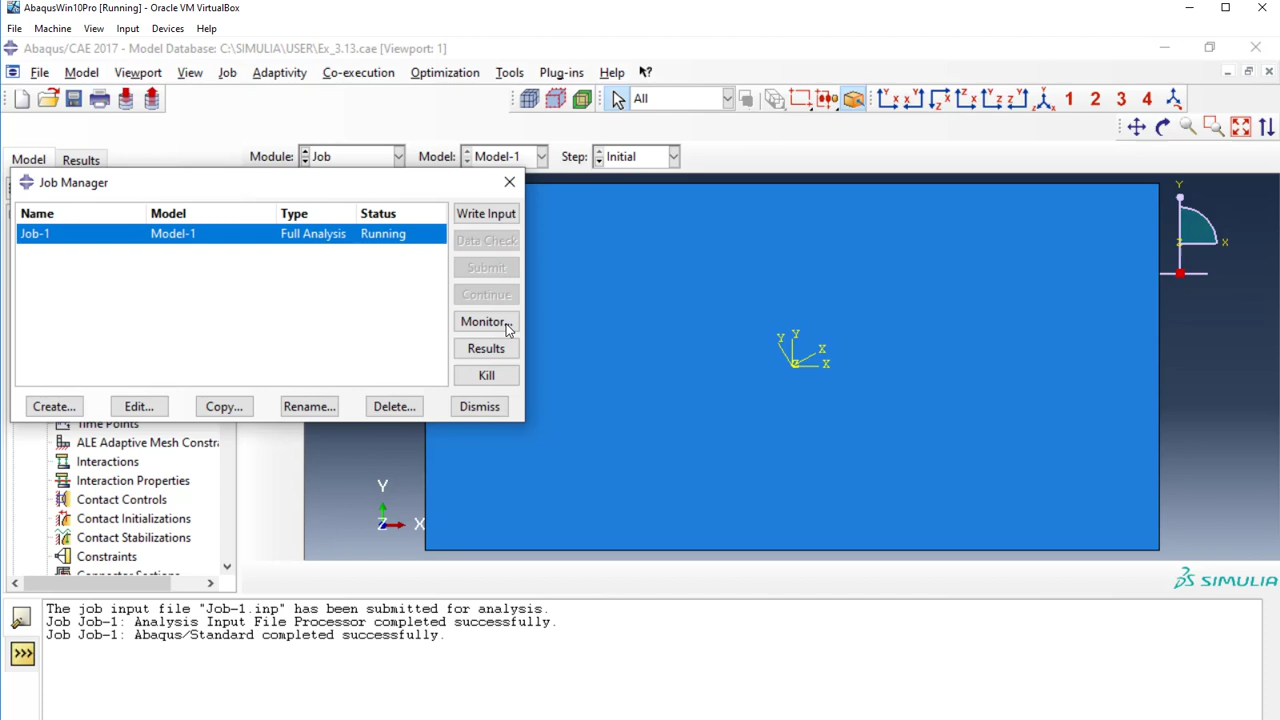 AbaqusWin10Pro [Running] - Oracle VM VirtualBox
File Machine View Input Devices Help
Abaqus/CAE 2017 - Model Database: C:\SIMULIA\USER\Ex_3.13.cae [Viewport: 1]
File Model Viewport View Job Adaptivity Co-execution Optimization Tools Plug-ins Help
All
1 2 3 4
Model Results Module: Job Model: Model-1 Step: Initial
Job Manager
Name Model Type Status Write Input
Job-1 Model-1 Full Analysis Running
Data Check
Submit
Continue
Monitor...
Results
Kill
Create... Edit... Copy... Rename... Delete... Dismiss
Time Points
ALE Adaptive Mesh Constra
Interactions
Interaction Properties
Contact Controls
Contact Initializations
Contact Stabilizations
Constraints
Connector Sections
Y
X
Z
Y
Y
X
X
Z
Y
Z
X
SIMULIA
The job input file "Job-1.inp" has been submitted for analysis.
Job Job-1: Analysis Input File Processor completed successfully.
Job Job-1: Abaqus/Standard completed successfully.
>>>